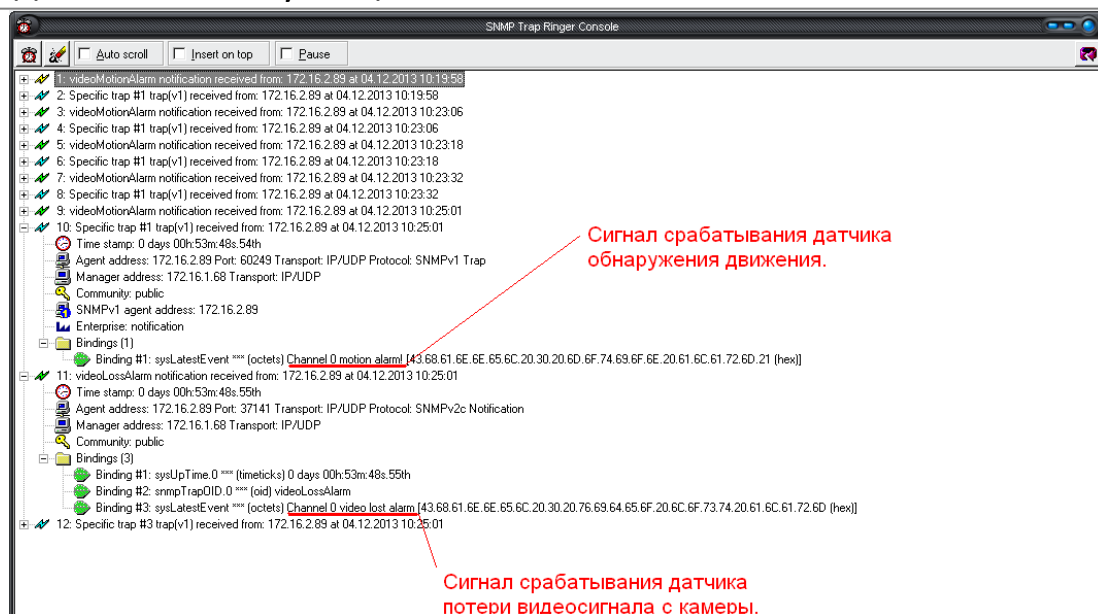 SNMP Trap Ringer Console
Auto scroll Insert on top Pause
1: videoMotionAlarm notification received from: 172.16.2.89 at 04.12.2013 10:19:58
2: Specific trap #1 trap(v1) received from: 172.16.2.89 at 04.12.2013 10:19:58
3: videoMotionAlarm notification received from: 172.16.2.89 at 04.12.2013 10:23:06
4: Specific trap #1 trap(v1) received from: 172.16.2.89 at 04.12.2013 10:23:06
5: videoMotionAlarm notification received from: 172.16.2.89 at 04.12.2013 10:23:18
6: Specific trap #1 trap(v1) received from: 172.16.2.89 at 04.12.2013 10:23:18
7: videoMotionAlarm notification received from: 172.16.2.89 at 04.12.2013 10:23:32
8: Specific trap #1 trap(v1) received from: 172.16.2.89 at 04.12.2013 10:23:32
9: videoMotionAlarm notification received from: 172.16.2.89 at 04.12.2013 10:25:01
10: Specific trap #1 trap(v1) received from: 172.16.2.89 at 04.12.2013 10:25:01
Time stamp: 0 days 00h:53m:48s.54th
Agent address: 172.16.2.89 Port: 60249 Transport: IP/UDP Protocol: SNMPv1 Trap
Manager address: 172.16.1.68 Transport: IP/UDP
Community: public
SNMPv1 agent address: 172.16.2.89
Enterprise: notification
Bindings (1)
Binding #1: sysLatestEvent *** (octets) Channel 0 motion alarm! [43.68.61.6E.6E.65.6C.20.30.20.6D.6F.74.69.6F.6E.20.61.6C.61.72.6D.21 (hex)]
Сигнал срабатывания датчика
обнаружения движения.
11: videoLossAlarm notification received from: 172.16.2.89 at 04.12.2013 10:25:01
Time stamp: 0 days 00h:53m:48s.55th
Agent address: 172.16.2.89 Port: 37141 Transport: IP/UDP Protocol: SNMPv2c Notification
Manager address: 172.16.1.68 Transport: IP/UDP
Community: public
Bindings (3)
Binding #1: sysUpTime.0 *** (timeticks) 0 days 00h:53m:48s.55th
Binding #2: snmpTrapOID.0 *** (oid) videoLossAlarm
Binding #3: sysLatestEvent *** (octets) Channel 0 video lost alarm [43.68.61.6E.6E.65.6C.20.30.20.76.69.64.65.6F.20.6C.6F.73.74.20.61.6C.61.72.6D (hex)]
12: Specific trap #3 trap(v1) received from: 172.16.2.89 at 04.12.2013 10:25:01
Сигнал срабатывания датчика
потери видеосигнала с камеры.